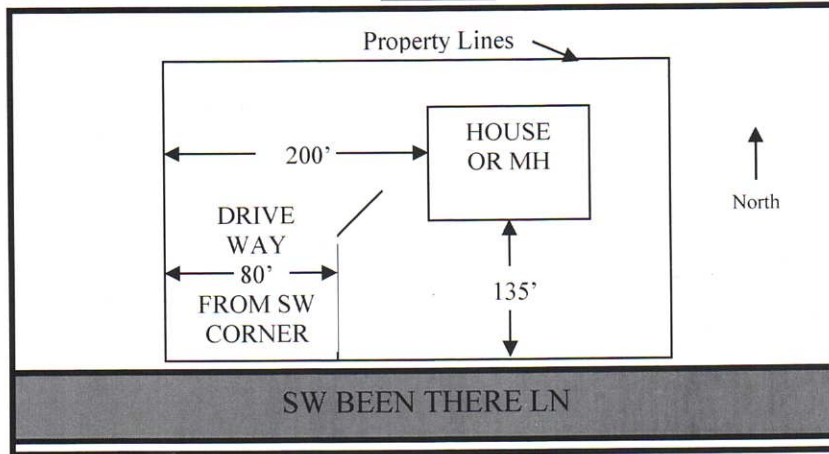 Property Lines
HOUSE
OR MH
200’
North
DRIVE
WAY
80’
FROM SW
CORNER
135’
SW BEEN THERE LN